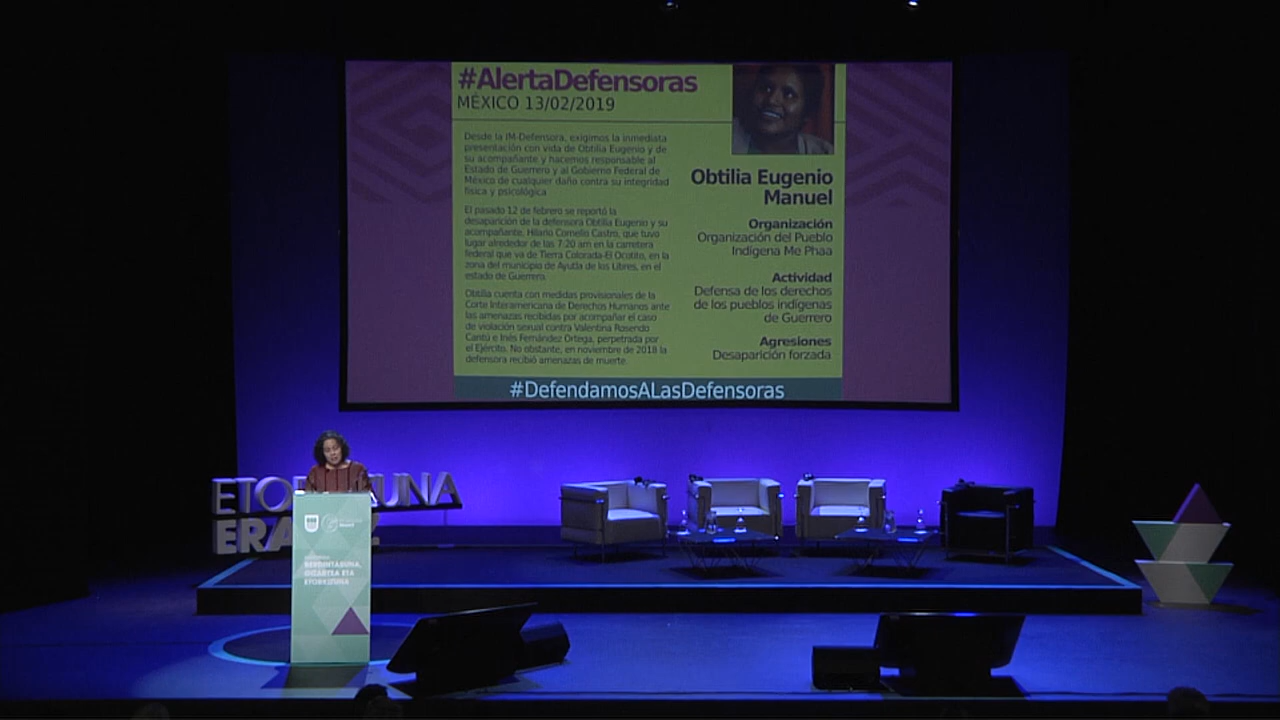 #AlertaDefensoras
MÉXICO 13/02/2019
Desde la IM-Defensora, exigimos la inmediata
presentación con vida de Obtilia Eugenio y de
su acompañante y hacemos responsable al
Estado de Guerrero y al Gobierno Federal de
México de cualquier daño contra su integridad
física y psicológica
El pasado 12 de febrero se reportó la
desaparición de la defensora Obtilia Eugenio y su
acompañante, Hilario Cornelio Castro, que tuvo
lugar alrededor de las 7:20 am en la carretera
federal que va de Tierra Colorada-El Ocotito, en la
zona del municipio de Ayutla de los Libres, en el
estado de Guerrero.
Obtilia cuenta con medidas provisionales de la
Corte Interamericana de Derechos Humanos ante
las amenazas recibidas por acompañar el caso
de violación sexual contra Valentina Rosendo
Cantú e Inés Fernández Ortega, perpetrada por
el Ejército. No obstante, en noviembre de 2018 la
defensora recibió amenazas de muerte.
Obtilia Eugenio
Manuel
Organización
Organización del Pueblo
Indígena Me Phaa
Actividad
Defensa de los derechos
de los pueblos indígenas
de Guerrero
Agresiones
Desaparición forzada
#DefendamosALasDefensoras
BERDINTASUNA,
GIZARTEA ETA
ETORKIZUNA